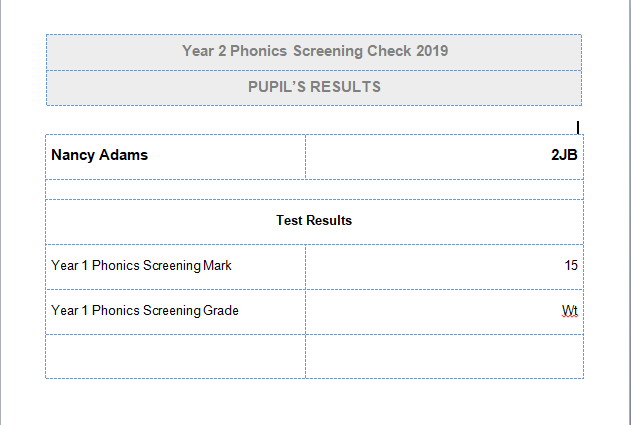 Year 2 Phonics Screening Check 2019
PUPIL'S RESULTS
Nancy Adams 2JB
Test Results
Year 1 Phonics Screening Mark 15
Year 1 Phonics Screening Grade Wt